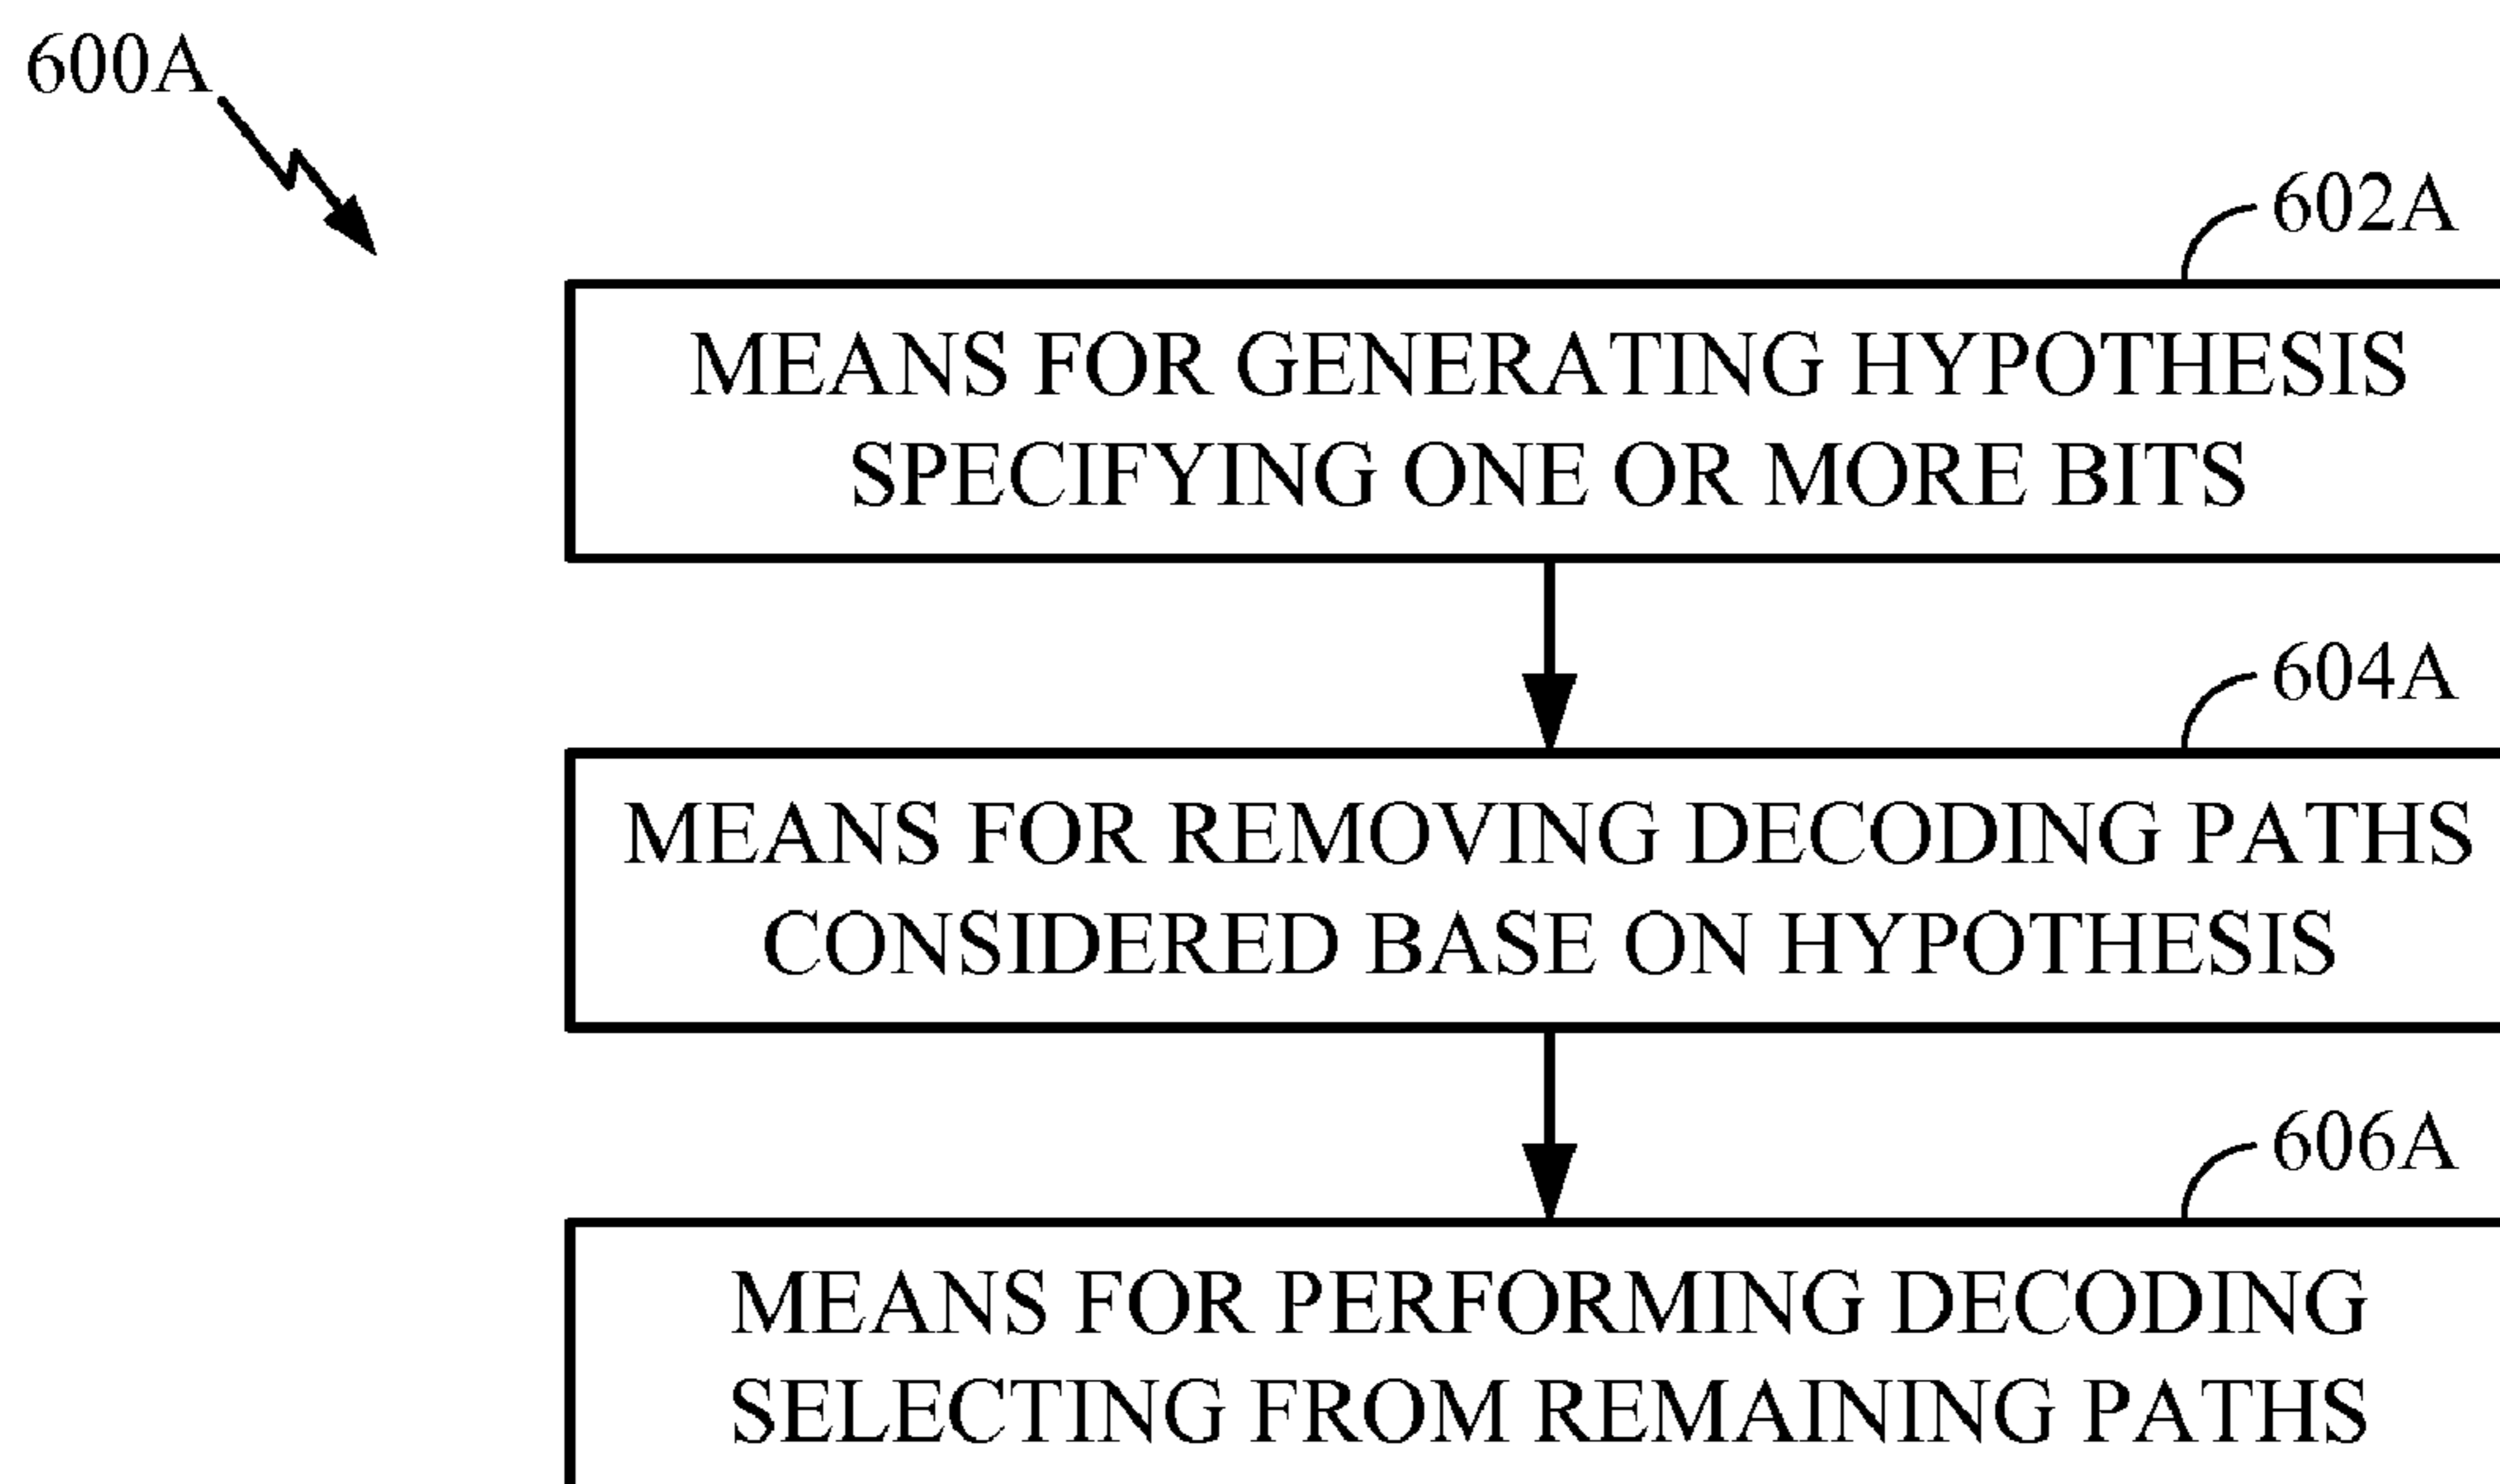 600A
602A
MEANS FOR GENERATING HYPOTHESIS
SPECIFYING ONE OR MORE BITS
604A
MEANS FOR REMOVING DECODING PATHS
CONSIDERED BASE ON HYPOTHESIS
606A
MEANS FOR PERFORMING DECODING
SELECTING FROM REMAINING PATHS